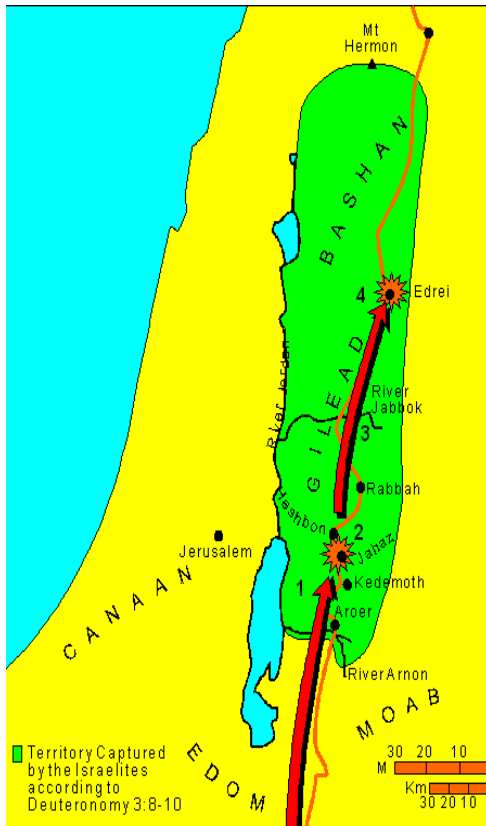 Mt
Hermon
BASHAN
4
Edrei
GILEAD
River Jordan
River
Jabbok
3
Rabbah
Heshbon
2
Jahaz
Jerusalem
1
Kedemoth
CANAAN
Aroer
River Arnon
MOAB
EDOM
Territory Captured
by the Israelites
according to
Deuteronomy 3:8-10
30 20 10
M
Km
30 20 10